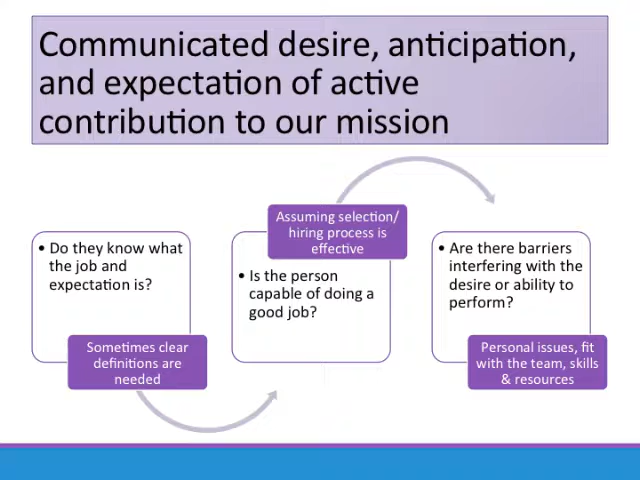 Communicated desire, anticipation,
and expectation of active
contribution to our mission
• Do they know what
the job and
expectation is?
Sometimes clear
definitions are
needed
Assuming selection/
hiring process is
effective
• Is the person
capable of doing a
good job?
• Are there barriers
interfering with the
desire or ability to
perform?
Personal issues, fit
with the team, skills
& resources